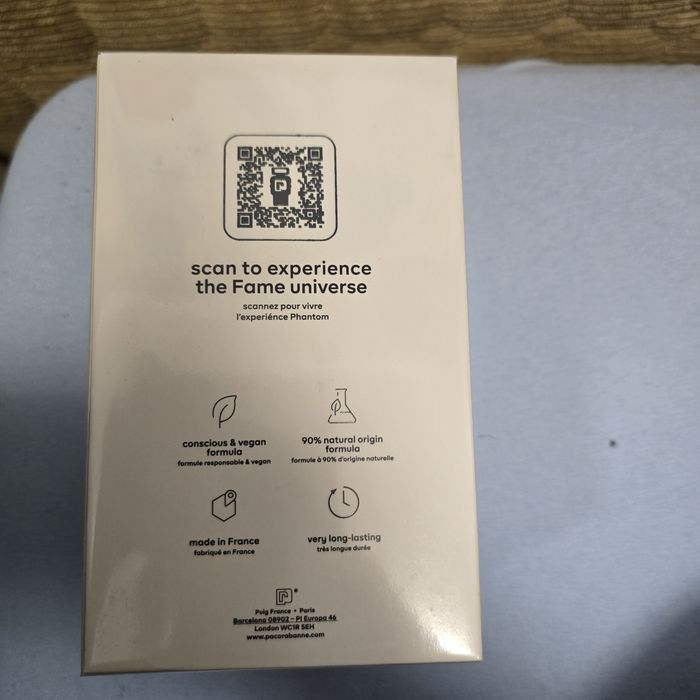 scan to experience
the Fame universe
scannez pour vivre
l'expériénce Phantom
conscious & vegan
formula
formule responsable & vegan
90% natural origin
formula
formule à 90% d'origine naturelle
made in France
fabriqué en France
very long-lasting
très longue durée
Puig France • Paris
Barcelona 08902 – Pl Europa 46
London WC1R 5EH
www.pacorabanne.com